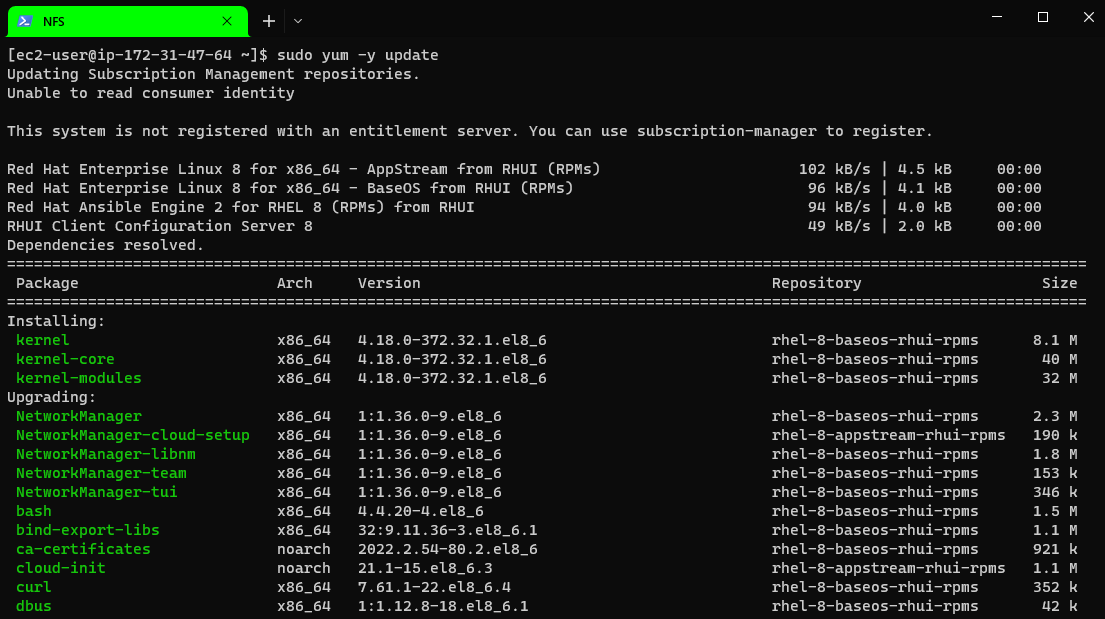 NFS
[ec2-user@ip-172-31-47-64 ~]$ sudo yum -y update
Updating Subscription Management repositories.
Unable to read consumer identity
This system is not registered with an entitlement server. You can use subscription-manager to register.
Red Hat Enterprise Linux 8 for x86_64 - AppStream from RHUI (RPMs) 102 kB/s | 4.5 kB 00:00
Red Hat Enterprise Linux 8 for x86_64 - BaseOS from RHUI (RPMs) 96 kB/s | 4.1 kB 00:00
Red Hat Ansible Engine 2 for RHEL 8 (RPMs) from RHUI 94 kB/s | 4.0 kB 00:00
RHUI Client Configuration Server 8 49 kB/s | 2.0 kB 00:00
Dependencies resolved.
========================================================================================================================
Package Arch Version Repository Size
========================================================================================================================
Installing:
kernel x86_64 4.18.0-372.32.1.el8_6 rhel-8-baseos-rhui-rpms 8.1 M
kernel-core x86_64 4.18.0-372.32.1.el8_6 rhel-8-baseos-rhui-rpms 40 M
kernel-modules x86_64 4.18.0-372.32.1.el8_6 rhel-8-baseos-rhui-rpms 32 M
Upgrading:
NetworkManager x86_64 1:1.36.0-9.el8_6 rhel-8-baseos-rhui-rpms 2.3 M
NetworkManager-cloud-setup x86_64 1:1.36.0-9.el8_6 rhel-8-appstream-rhui-rpms 190 k
NetworkManager-libnm x86_64 1:1.36.0-9.el8_6 rhel-8-baseos-rhui-rpms 1.8 M
NetworkManager-team x86_64 1:1.36.0-9.el8_6 rhel-8-baseos-rhui-rpms 153 k
NetworkManager-tui x86_64 1:1.36.0-9.el8_6 rhel-8-baseos-rhui-rpms 346 k
bash x86_64 4.4.20-4.el8_6 rhel-8-baseos-rhui-rpms 1.5 M
bind-export-libs x86_64 32:9.11.36-3.el8_6.1 rhel-8-baseos-rhui-rpms 1.1 M
ca-certificates noarch 2022.2.54-80.2.el8_6 rhel-8-baseos-rhui-rpms 921 k
cloud-init noarch 21.1-15.el8_6.3 rhel-8-appstream-rhui-rpms 1.1 M
curl x86_64 7.61.1-22.el8_6.4 rhel-8-baseos-rhui-rpms 352 k
dbus x86_64 1:1.12.8-18.el8_6.1 rhel-8-baseos-rhui-rpms 42 k